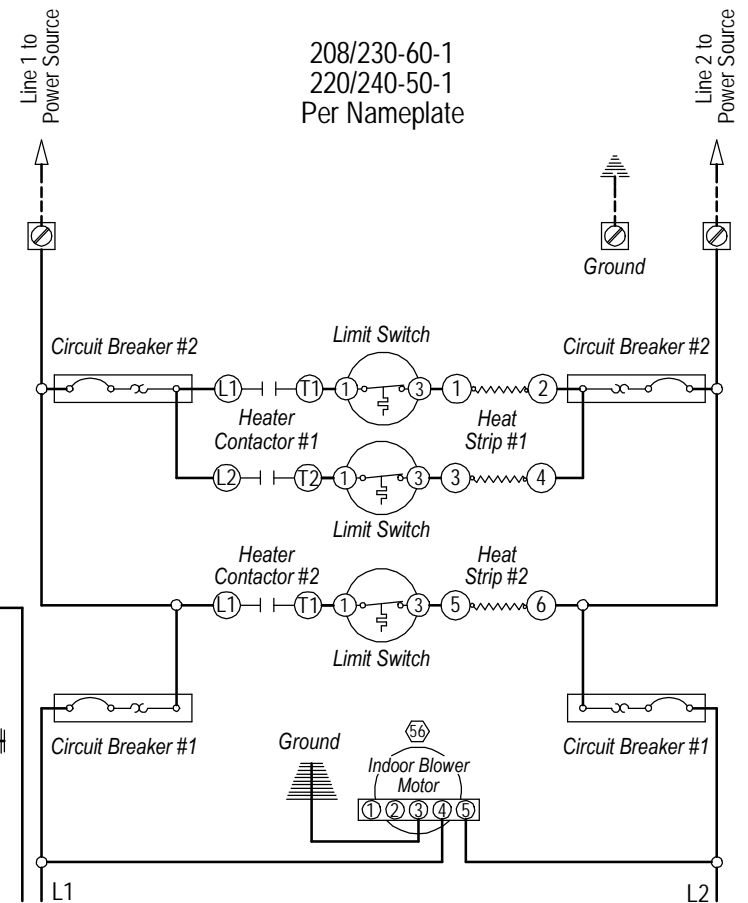 Line 1 to
Power Source
208/230-60-1
220/240-50-1
Per Nameplate
Line 2 to
Power Source
Ground
Circuit Breaker #2
Limit Switch
Circuit Breaker #2
L1 T1 1 3 1 2
Heater
Contactor #1
Heat
Strip #1
L2 T2 1 3 3 4
Limit Switch
Heater
Contactor #2
Heat
Strip #2
L1 T1 1 3 5 6
Limit Switch
Circuit Breaker #1
Ground
56
Indoor Blower
Motor
1 2 3 4 5
Circuit Breaker #1
L1
L2